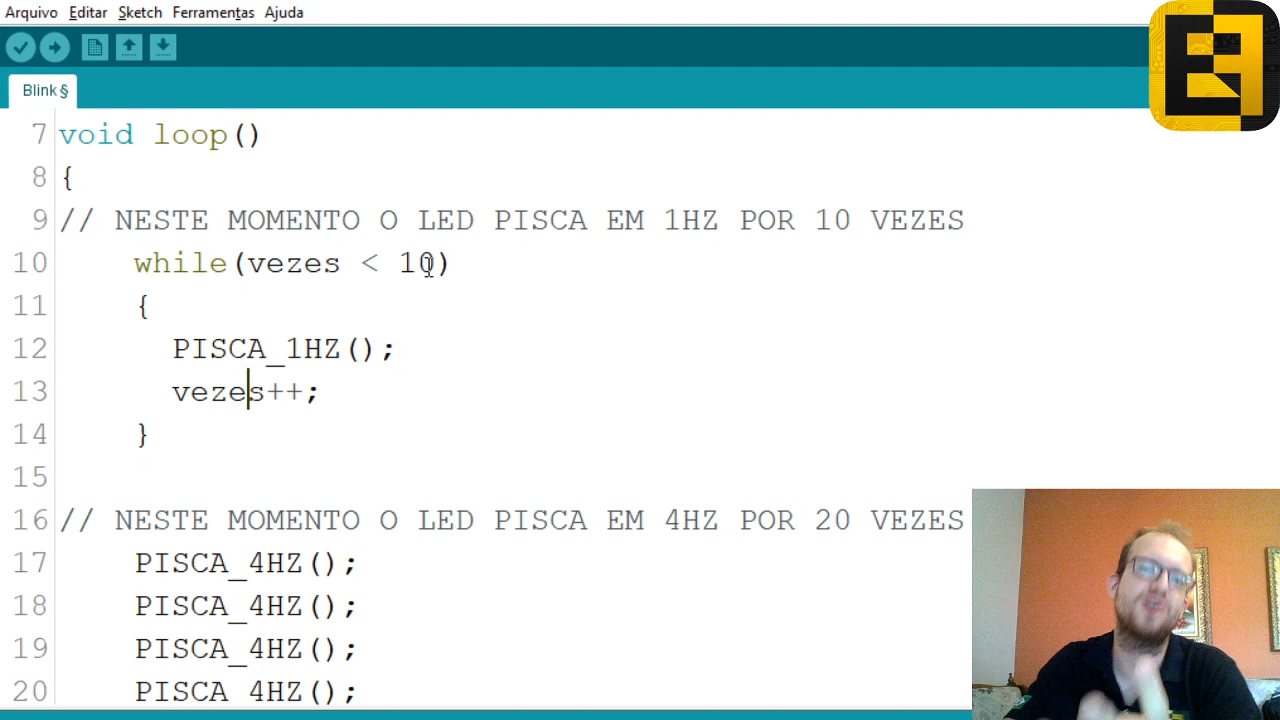 Arquivo Editar Sketch Ferramentas Ajuda
Blink §
7 void loop()
8 {
9 // NESTE MOMENTO O LED PISCA EM 1HZ POR 10 VEZES
10 while(vezes < 10)
11 {
12 PISCA_1HZ();
13 vezes++;
14 }
15
16 // NESTE MOMENTO O LED PISCA EM 4HZ POR 20 VEZES
17 PISCA_4HZ();
18 PISCA_4HZ();
19 PISCA_4HZ();
20 PISCA_4HZ();